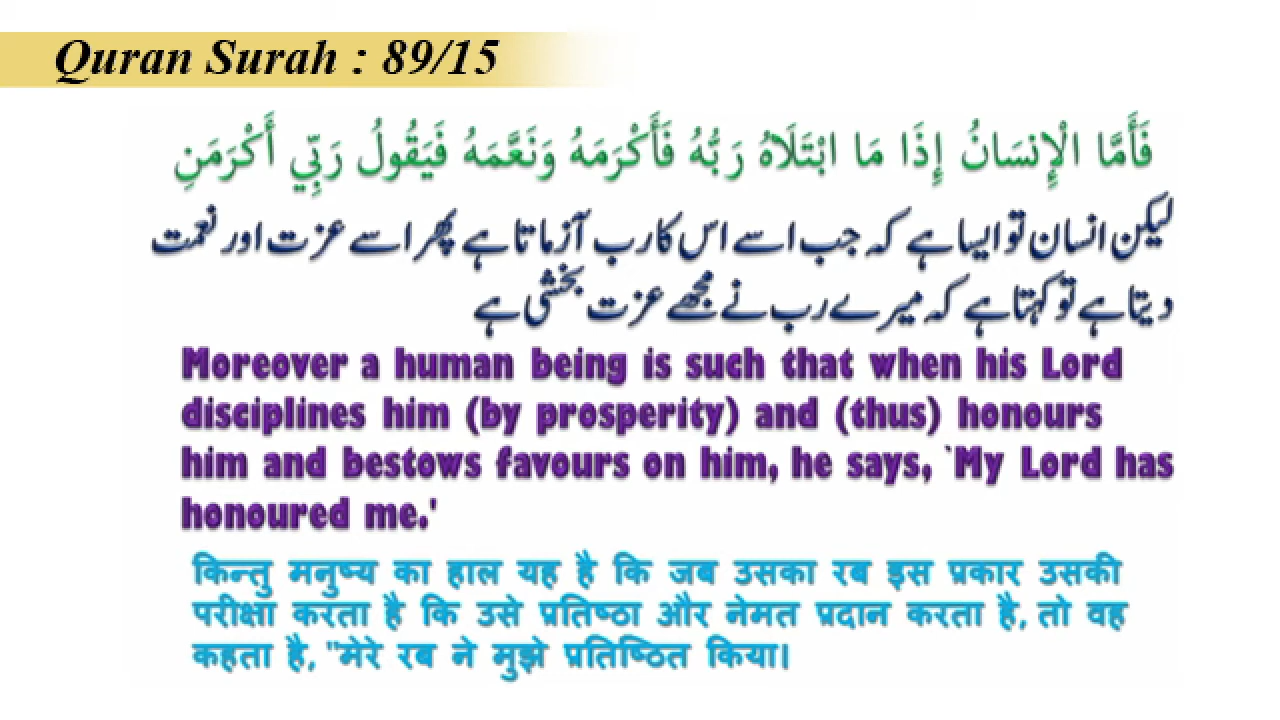 Quran Surah : 89/15
فَأَمَّا الْإِنسَانُ إِذَا مَا ابْتَلَاهُ رَبُّهُ فَأَكْرَمَهُ وَنَعَّمَهُ فَيَقُولُ رَبِّي أَكْرَمَنِ
لیکن انسان تو ایسا ہے کہ جب اسے اس کا رب آزماتا ہے پھر اسے عزت اور نعمت
دیتا ہے تو کہتا ہے کہ میرے رب نے مجھے عزت بخشی ہے
Moreover a human being is such that when his Lord
disciplines him (by prosperity) and (thus) honours
him and bestows favours on him, he says, `My Lord has
honoured me.'
किन्तु मनुष्य का हाल यह है कि जब उसका रब इस प्रकार उसकी
परीक्षा करता है कि उसे प्रतिष्ठा और नेमत प्रदान करता है, तो वह
कहता है, "मेरे रब ने मुझे प्रतिष्ठित किया।